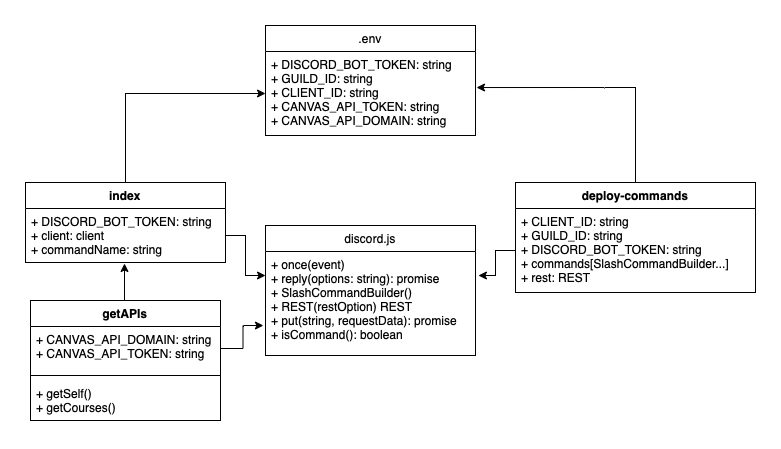 .env
+ DISCORD_BOT_TOKEN: string
+ GUILD_ID: string
+ CLIENT_ID: string
+ CANVAS_API_TOKEN: string
+ CANVAS_API_DOMAIN: string
index
+ DISCORD_BOT_TOKEN: string
+ client: client
+ commandName: string
deploy-commands
+ CLIENT_ID: string
+ GUILD_ID: string
+ DISCORD_BOT_TOKEN: string
+ commands[SlashCommandBuilder...]
+ rest: REST
discord.js
+ once(event)
+ reply(options: string): promise
+ SlashCommandBuilder()
+ REST(restOption) REST
+ put(string, requestData): promise
+ isCommand(): boolean
getAPIs
+ CANVAS_API_DOMAIN: string
+ CANVAS_API_TOKEN: string
+ getSelf()
+ getCourses()